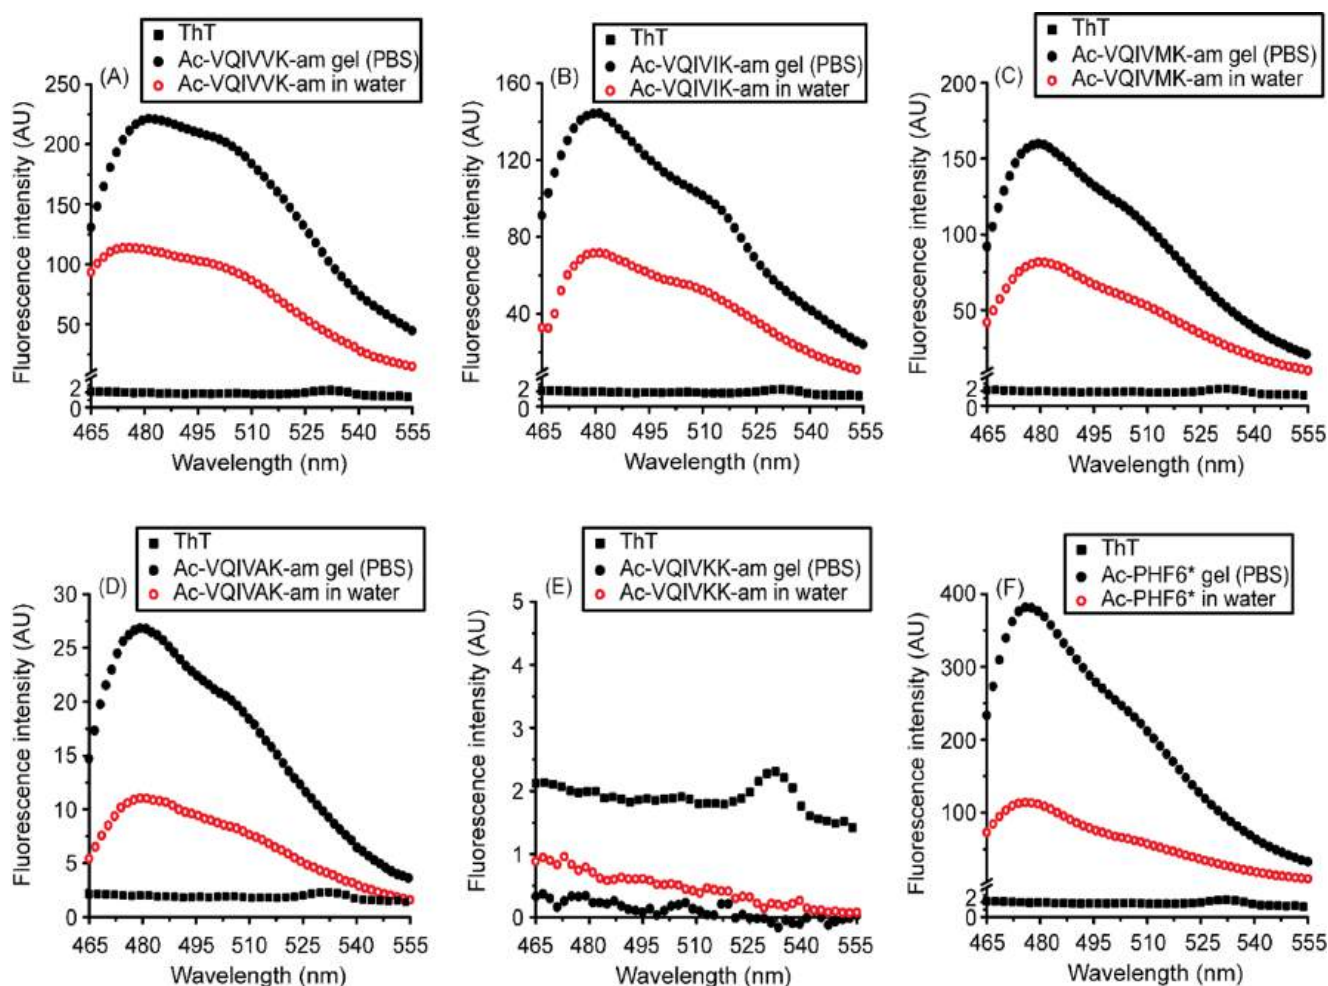 (A)
ThT
Ac-VQIVVK-am gel (PBS)
Ac-VQIVVK-am in water
Fluorescence intensity (AU)
250
200
150
100
50
2
0
465 480 495 510 525 540 555
Wavelength (nm)
(B)
ThT
Ac-VQIVIK-am gel (PBS)
Ac-VQIVIK-am in water
Fluorescence intensity (AU)
160
120
80
40
2
0
465 480 495 510 525 540 555
Wavelength (nm)
(C)
ThT
Ac-VQIVMK-am gel (PBS)
Ac-VQIVMK-am in water
Fluorescence intensity (AU)
200
150
100
50
2
0
465 480 495 510 525 540 555
Wavelength (nm)
(D)
ThT
Ac-VQIVAK-am gel (PBS)
Ac-VQIVAK-am in water
Fluorescence intensity (AU)
30
25
20
15
10
5
0
465 480 495 510 525 540 555
Wavelength (nm)
(E)
ThT
Ac-VQIVKK-am gel (PBS)
Ac-VQIVKK-am in water
Fluorescence intensity (AU)
5
4
3
2
1
0
465 480 495 510 525 540 555
Wavelength (nm)
(F)
ThT
Ac-PHF6* gel (PBS)
Ac-PHF6* in water
Fluorescence intensity (AU)
400
300
200
100
2
0
465 480 495 510 525 540 555
Wavelength (nm)